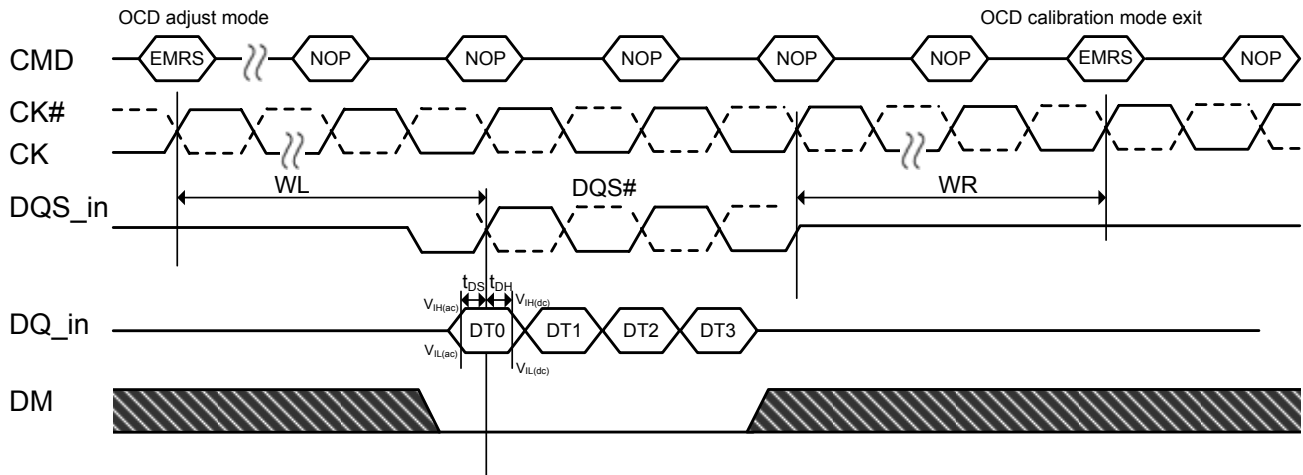 OCD adjust mode OCD calibration mode exit
CMD EMRS NOP NOP NOP NOP NOP EMRS NOP
CK#
CK
WL DQS# WR
DQS_in
tDS tDH
VIH(ac) VIH(dc)
DQ_in DT0 DT1 DT2 DT3
VIL(ac) VIL(dc)
DM